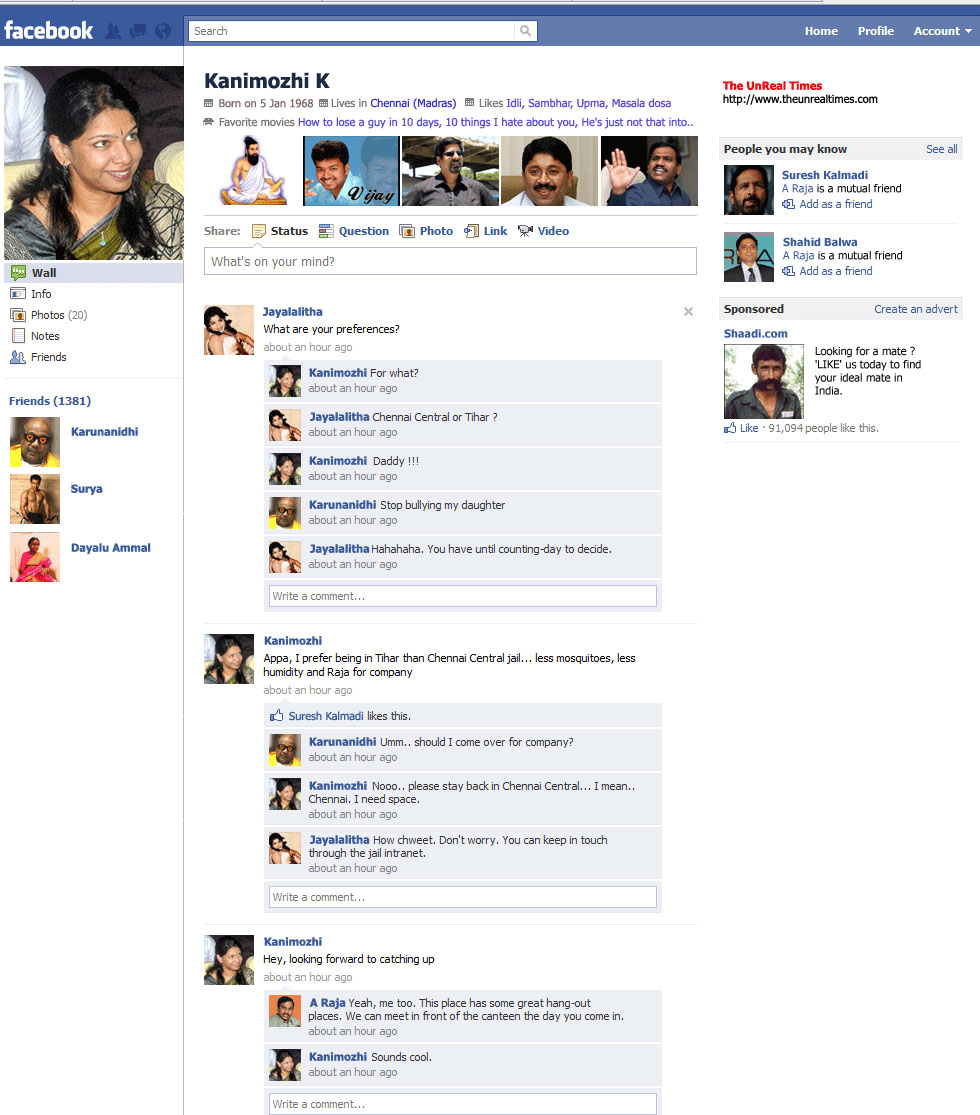 facebook
Search
Home Profile Account
Kanimozhi K
Born on 5 Jan 1968 Lives in Chennai (Madras) Likes Idli, Sambhar, Upma, Masala dosa
Favorite movies How to lose a guy in 10 days, 10 things I hate about you, He's just not that into..
Vijay
Share: Status Question Photo Link Video
What's on your mind?
Wall
Info
Photos (20)
Notes
Friends
Friends (1381)
Karunanidhi
Surya
Dayalu Ammal
Jayalalitha
What are your preferences?
about an hour ago
Kanimozhi For what?
about an hour ago
Jayalalitha Chennai Central or Tihar ?
about an hour ago
Kanimozhi Daddy !!!
about an hour ago
Karunanidhi Stop bullying my daughter
about an hour ago
Jayalalitha Hahahaha. You have until counting-day to decide.
about an hour ago
Write a comment...
Kanimozhi
Appa, I prefer being in Tihar than Chennai Central jail... less mosquitoes, less
humidity and Raja for company
about an hour ago
Suresh Kalmadi likes this.
Karunanidhi Umm.. should I come over for company?
about an hour ago
Kanimozhi Nooo.. please stay back in Chennai Central... I mean..
Chennai. I need space.
about an hour ago
Jayalalitha How chweet. Don't worry. You can keep in touch
through the jail intranet.
about an hour ago
Write a comment...
Kanimozhi
Hey, looking forward to catching up
about an hour ago
A Raja Yeah, me too. This place has some great hang-out
places. We can meet in front of the canteen the day you come in.
about an hour ago
Kanimozhi Sounds cool.
about an hour ago
Write a comment...
The UnReal Times
http://www.theunrealtimes.com
People you may know See all
Suresh Kalmadi
A Raja is a mutual friend
Add as a friend
Shahid Balwa
A Raja is a mutual friend
Add as a friend
Sponsored Create an advert
Shaadi.com
Looking for a mate ?
'LIKE' us today to find
your ideal mate in
India.
Like · 91,094 people like this.